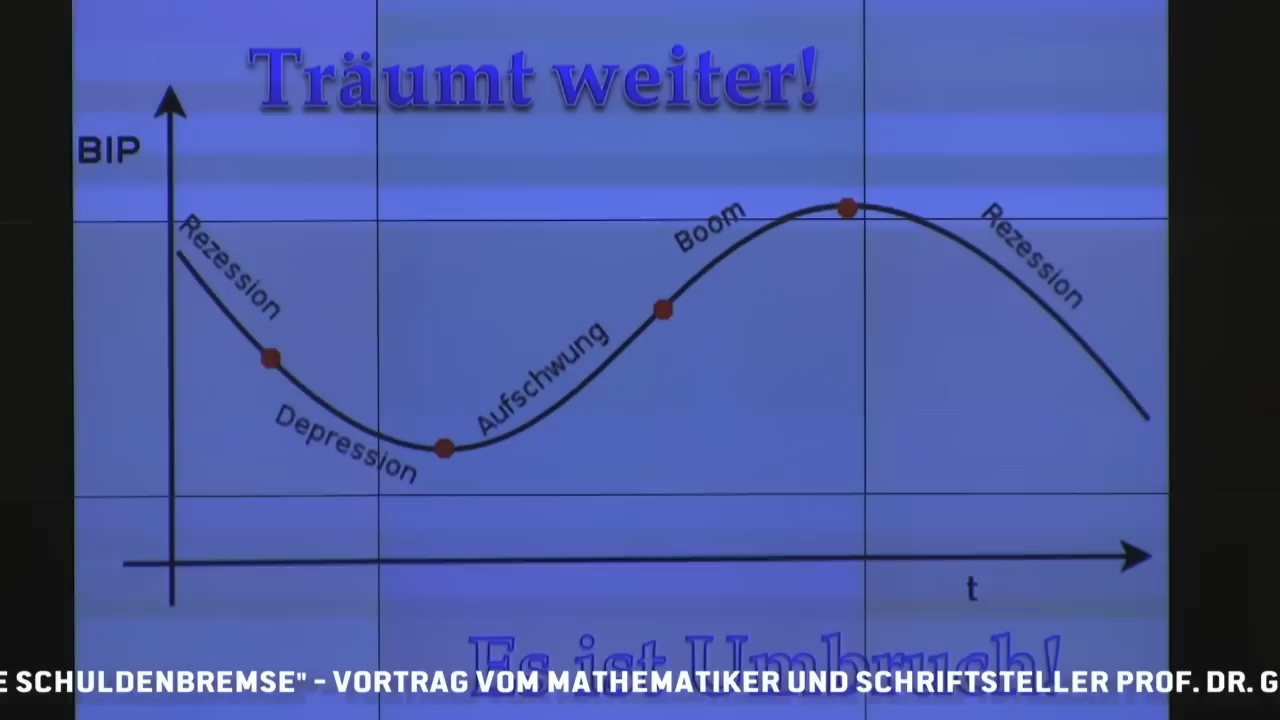 Träumt weiter!
BIP
Rezession
Depression
Aufschwung
Boom
Rezession
t
Es ist Umbruch!
E SCHULDENBREMSE" - VORTRAG VOM MATHEMATIKER UND SCHRIFTSTELLER PROF. DR. G